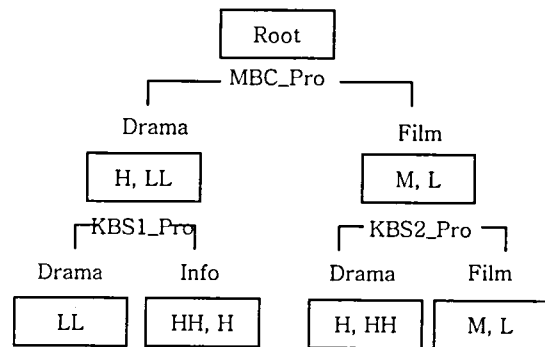 Root
MBC_Pro
Drama Film
H, LL M, L
KBS1_Pro KBS2_Pro
Drama Info Drama Film
LL HH, H H, HH M, L